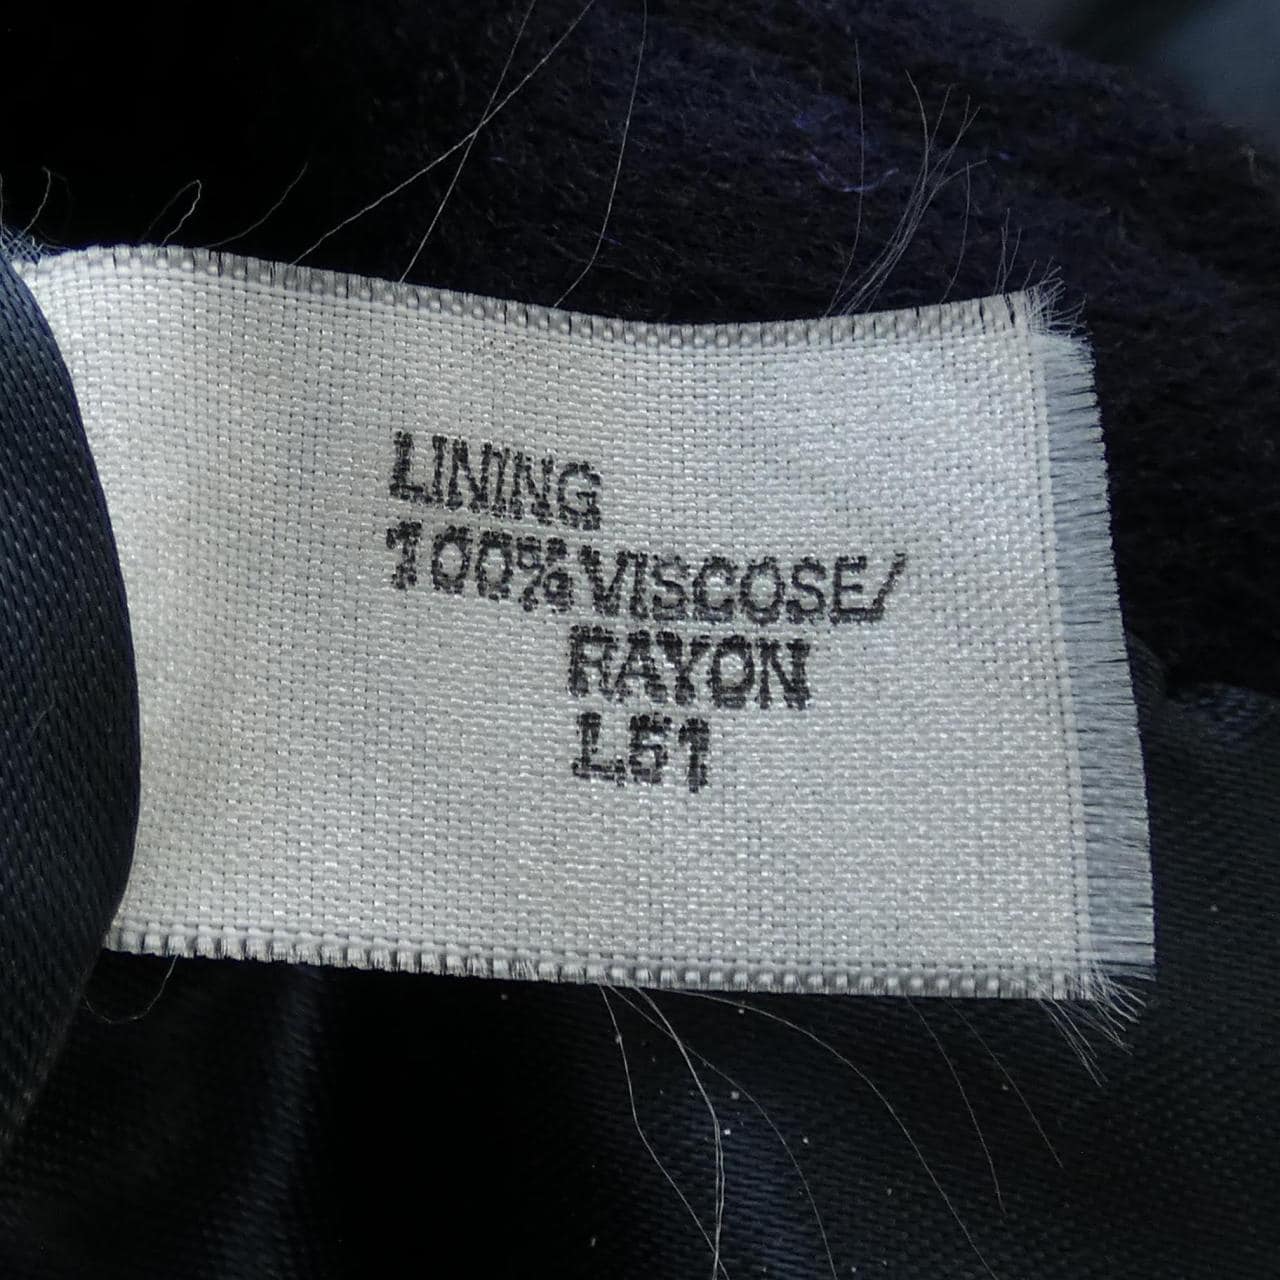 LINING
100% VISCOSE/
RAYON
L51